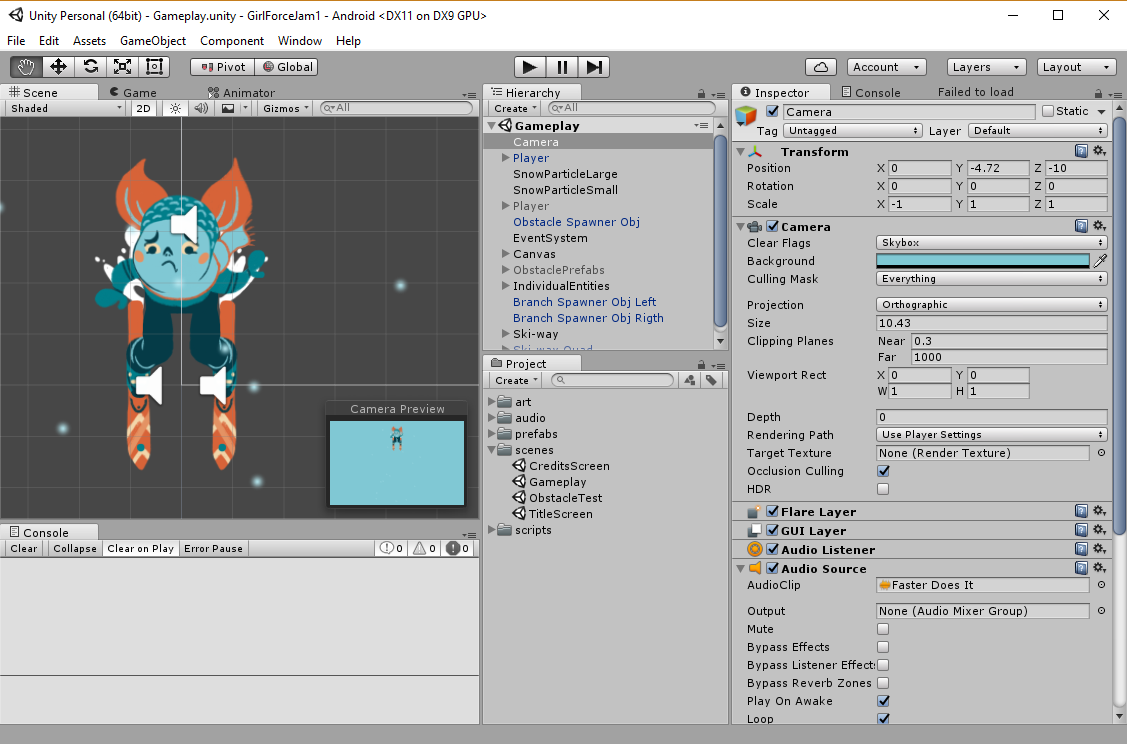 Unity Personal (64bit) - Gameplay.unity - GirlForceJam1 - Android <DX11 on DX9 GPU>
File Edit Assets GameObject Component Window Help
Pivot Global Account Layers Layout
Scene Game Animator
Shaded 2D Gizmos All
Camera Preview
Console
Clear Collapse Clear on Play Error Pause 0 0 0
Hierarchy
Create All
Gameplay
Camera
Player
SnowParticleLarge
SnowParticleSmall
Player
Obstacle Spawner Obj
EventSystem
Canvas
ObstaclePrefabs
IndividualEntities
Branch Spawner Obj Left
Branch Spawner Obj Rigth
Ski-way
Ski-way Quad
Project
Create
art
audio
prefabs
scenes
CreditsScreen
Gameplay
ObstacleTest
TitleScreen
scripts
Inspector Console Failed to load
Camera Static
Tag Untagged Layer Default
Transform
Position X 0 Y -4.72 Z -10
Rotation X 0 Y 0 Z 0
Scale X -1 Y 1 Z 1
Camera
Clear Flags Skybox
Background
Culling Mask Everything
Projection Orthographic
Size 10.43
Clipping Planes Near 0.3
Far 1000
Viewport Rect X 0 Y 0
W 1 H 1
Depth 0
Rendering Path Use Player Settings
Target Texture None (Render Texture)
Occlusion Culling
HDR
Flare Layer
GUI Layer
Audio Listener
Audio Source
AudioClip Faster Does It
Output None (Audio Mixer Group)
Mute
Bypass Effects
Bypass Listener Effects
Bypass Reverb Zones
Play On Awake
Loop